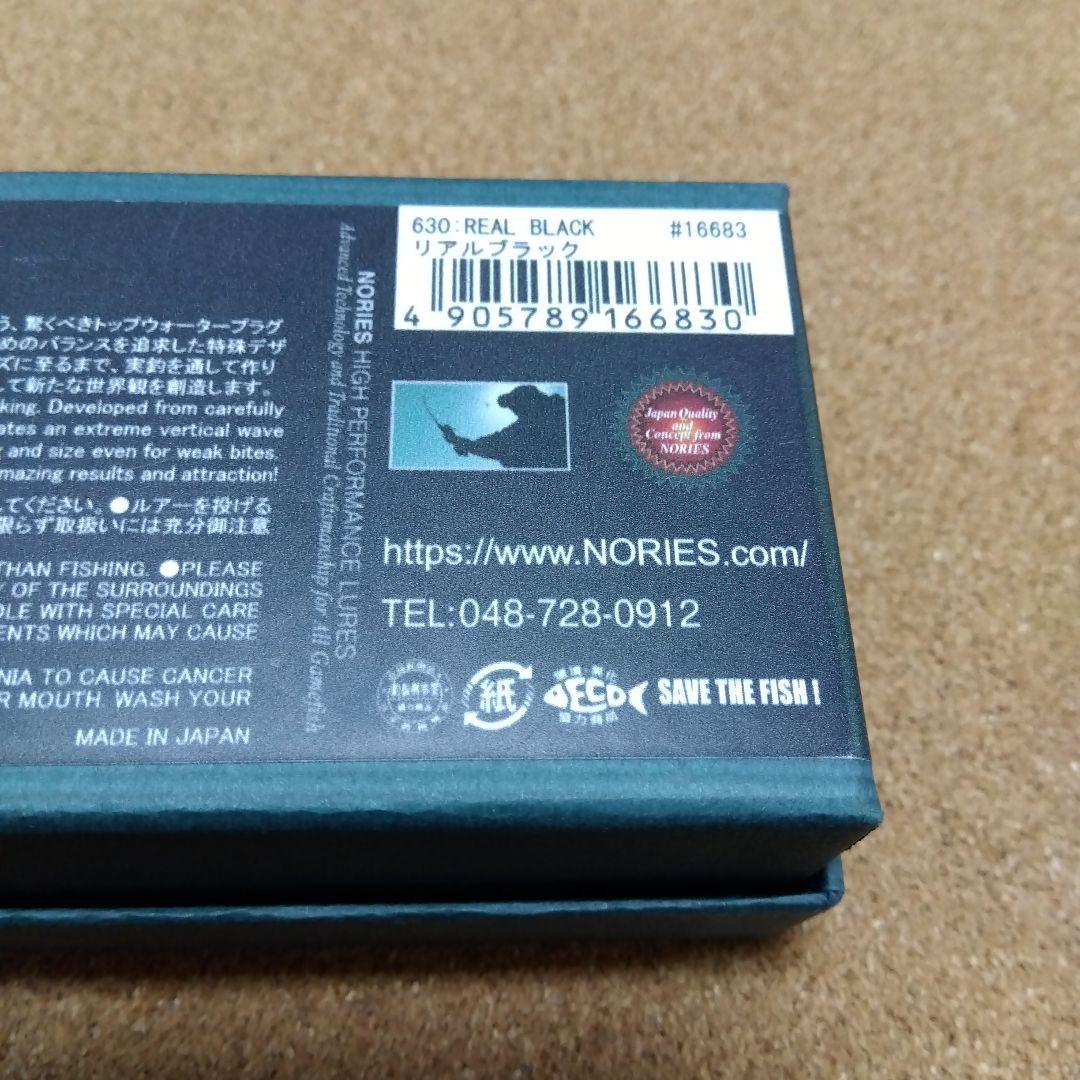 う、驚くべきトップウォータープラグ
めのバランスを追求した特殊デザ
ズに至るまで、実釣を通して作り
して新たな世界観を創造します。
king. Developed from carefully
ates an extreme vertical wave
and size even for weak bites.
mazing results and attraction!
してください。●ルアーを投げる
限らず取扱いには充分御注意
THAN FISHING. ●PLEASE
Y OF THE SURROUNDINGS
DLE WITH SPECIAL CARE
ENTS WHICH MAY CAUSE
NIA TO CAUSE CANCER
R MOUTH. WASH YOUR
MADE IN JAPAN
NORIES HIGH PERFORMANCE LURES
Advanced Technology and Traditional Craftmanship for All Gamefish
630:REAL BLACK #16683
リアルブラック
4 905789 166830
Japan Quality
and
Concept from
NORIES
https://www.NORIES.com/
TEL:048-728-0912
紙
ECO
協力商品
SAVE THE FISH!